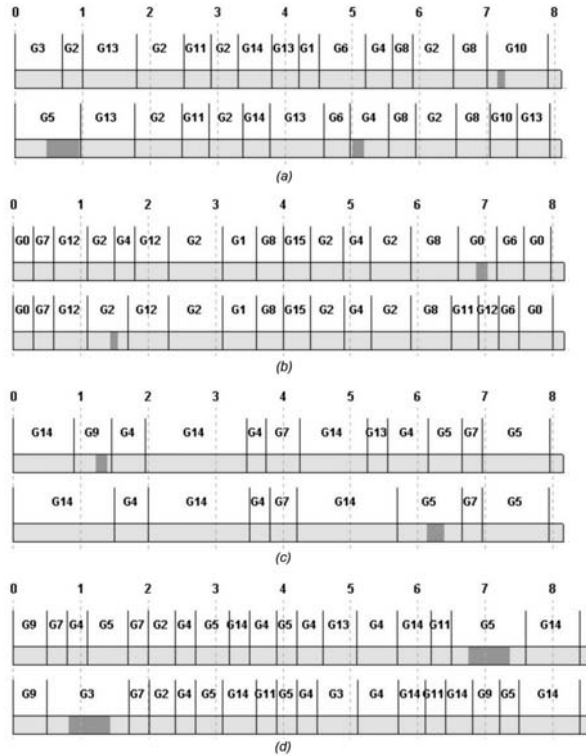 0 1 2 3 4 5 6 7 8
G3 G2 G13 G2 G11 G2 G14 G13 G1 G6 G4 G8 G2 G8 G10
G5 G13 G2 G11 G2 G14 G13 G6 G4 G8 G2 G8 G10 G13
(a)
0 1 2 3 4 5 6 7 8
G0 G7 G12 G2 G4 G12 G2 G1 G8 G15 G2 G4 G2 G8 G0 G6 G0
G0 G7 G12 G2 G12 G2 G1 G8 G15 G2 G4 G2 G8 G11 G12 G6 G0
(b)
0 1 2 3 4 5 6 7 8
G14 G9 G4 G14 G4 G7 G14 G13 G4 G5 G7 G5
G14 G4 G14 G4 G7 G14 G5 G7 G5
(c)
0 1 2 3 4 5 6 7 8
G9 G7 G4 G5 G7 G2 G4 G5 G14 G4 G5 G4 G13 G4 G14 G11 G5 G14
G9 G3 G7 G2 G4 G5 G14 G11 G5 G4 G3 G4 G14 G11 G14 G9 G5 G14
(d)